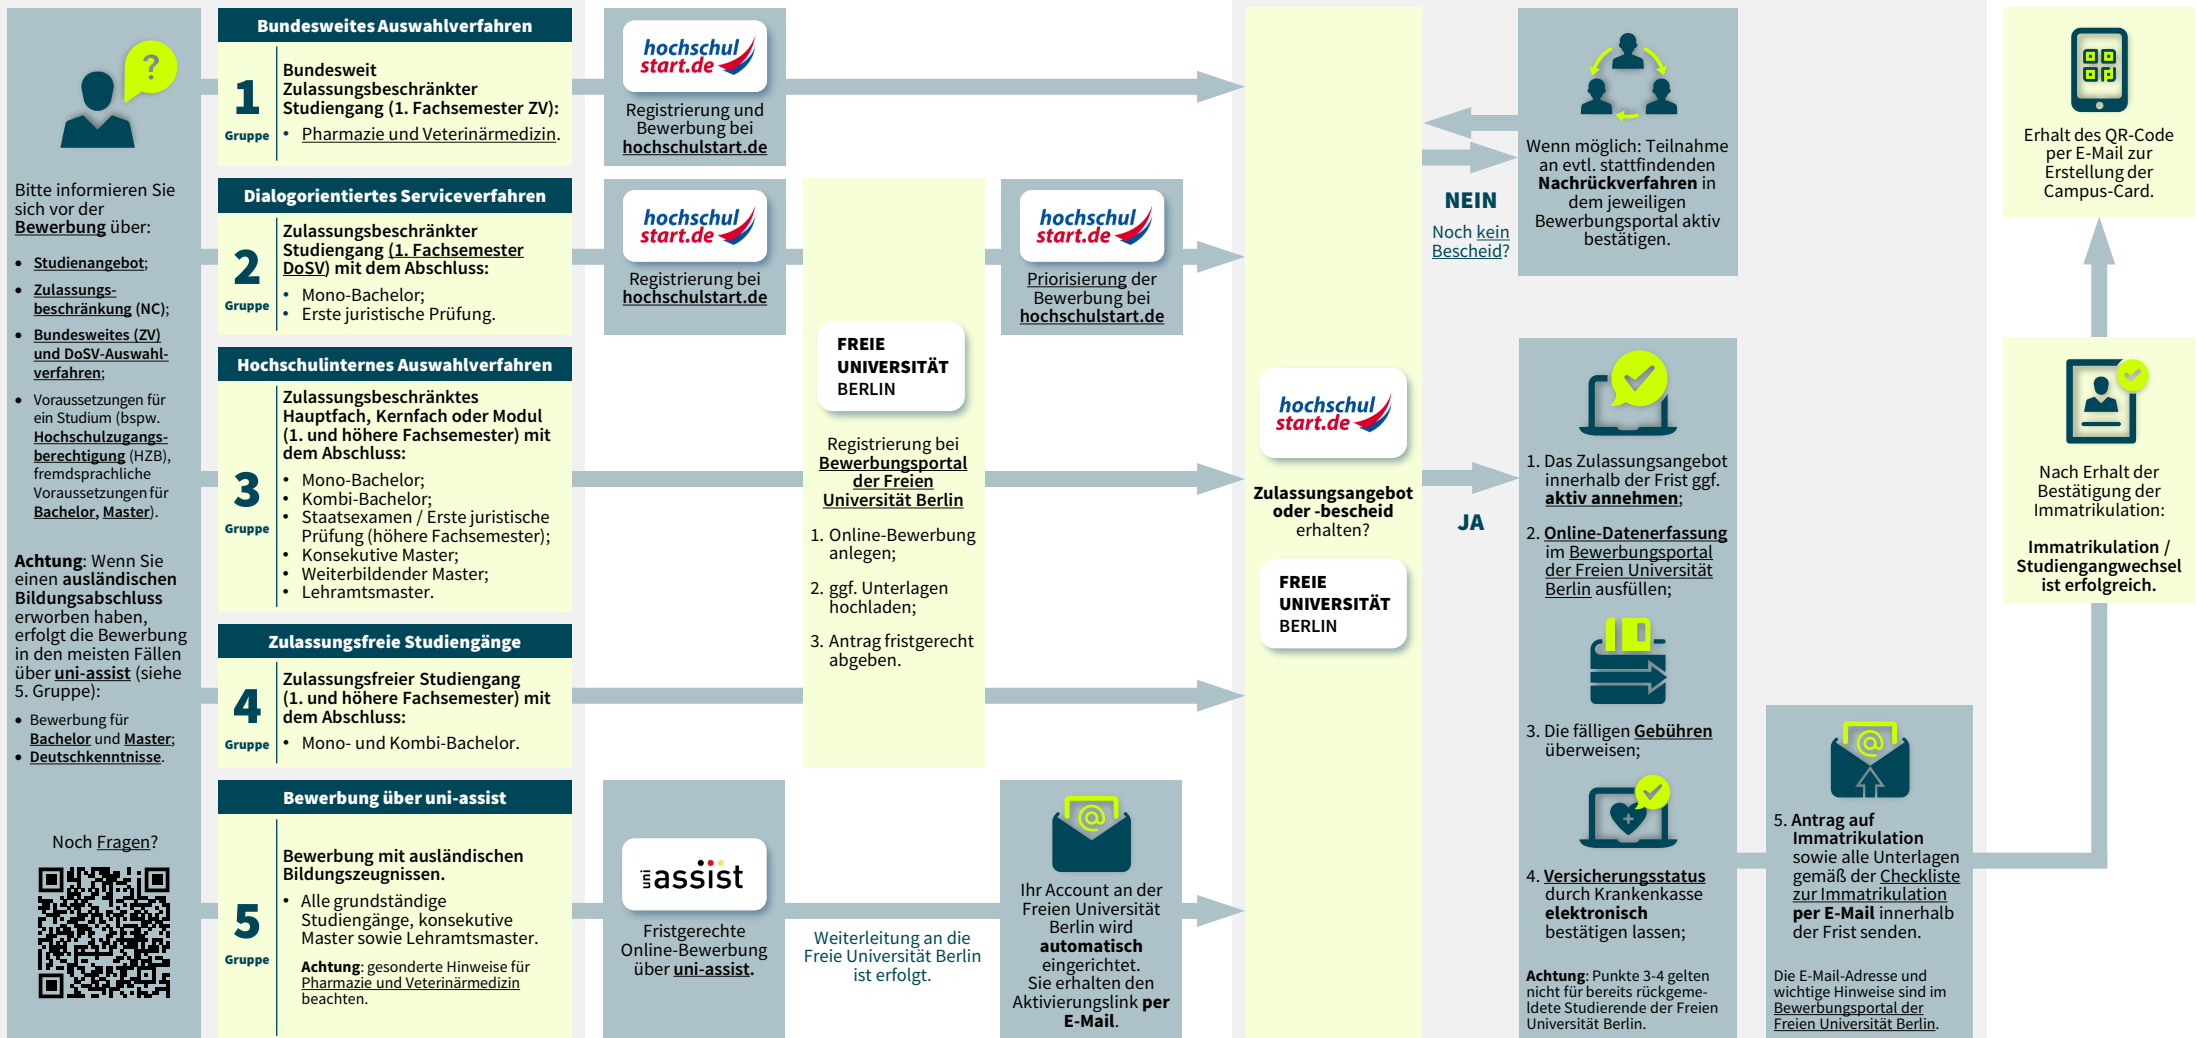 ?
Bitte informieren Sie
sich vor der
Bewerbung über:
• Studienangebot;
• Zulassungs-
beschränkung (NC);
• Bundesweites (ZV)
und DoSV-Auswahl-
verfahren;
• Voraussetzungen für
ein Studium (bspw.
Hochschulzugangs-
berechtigung (HZB),
fremdsprachliche
Voraussetzungen für
Bachelor, Master).
Achtung: Wenn Sie
einen ausländischen
Bildungsabschluss
erworben haben,
erfolgt die Bewerbung
in den meisten Fällen
über uni-assist (siehe
5. Gruppe):
• Bewerbung für
Bachelor und Master;
• Deutschkenntnisse.
Noch Fragen?
Bundesweites Auswahlverfahren
1
Gruppe
Bundesweit
Zulassungsbeschränkter
Studiengang (1. Fachsemester ZV):
• Pharmazie und Veterinärmedizin.
hochschul
start.de
Registrierung und
Bewerbung bei
hochschulstart.de
Dialogorientiertes Serviceverfahren
2
Gruppe
Zulassungsbeschränkter
Studiengang (1. Fachsemester
DoSV) mit dem Abschluss:
• Mono-Bachelor;
• Erste juristische Prüfung.
hochschul
start.de
Registrierung bei
hochschulstart.de
hochschul
start.de
Priorisierung der
Bewerbung bei
hochschulstart.de
Hochschulinternes Auswahlverfahren
3
Gruppe
Zulassungsbeschränktes
Hauptfach, Kernfach oder Modul
(1. und höhere Fachsemester) mit
dem Abschluss:
• Mono-Bachelor;
• Kombi-Bachelor;
• Staatsexamen / Erste juristische
Prüfung (höhere Fachsemester);
• Konsekutive Master;
• Weiterbildender Master;
• Lehramtsmaster.
FREIE
UNIVERSITÄT
BERLIN
Registrierung bei
Bewerbungsportal
der Freien
Universität Berlin
1. Online-Bewerbung
anlegen;
2. ggf. Unterlagen
hochladen;
3. Antrag fristgerecht
abgeben.
Zulassungsfreie Studiengänge
4
Gruppe
Zulassungsfreier Studiengang
(1. und höhere Fachsemester) mit
dem Abschluss:
• Mono- und Kombi-Bachelor.
Bewerbung über uni-assist
5
Gruppe
Bewerbung mit ausländischen
Bildungszeugnissen.
• Alle grundständige
Studiengänge, konsekutive
Master sowie Lehramtsmaster.
Achtung: gesonderte Hinweise für
Pharmazie und Veterinärmedizin
beachten.
uni assist
Fristgerechte
Online-Bewerbung
über uni-assist.
Weiterleitung an die
Freie Universität Berlin
ist erfolgt.
@
Ihr Account an der
Freien Universität
Berlin wird
automatisch
eingerichtet.
Sie erhalten den
Aktivierungslink per
E-Mail.
hochschul
start.de
Zulassungsangebot
oder -bescheid
erhalten?
FREIE
UNIVERSITÄT
BERLIN
NEIN
Noch kein
Bescheid?
Wenn möglich: Teilnahme
an evtl. stattfindenden
Nachrückverfahren in
dem jeweiligen
Bewerbungsportal aktiv
bestätigen.
JA
1. Das Zulassungsangebot
innerhalb der Frist ggf.
aktiv annehmen;
2. Online-Datenerfassung
im Bewerbungsportal
der Freien Universität
Berlin ausfüllen;
3. Die fälligen Gebühren
überweisen;
4. Versicherungsstatus
durch Krankenkasse
elektronisch
bestätigen lassen;
Achtung: Punkte 3-4 gelten
nicht für bereits rückgeme-
ldete Studierende der Freien
Universität Berlin.
@
5. Antrag auf
Immatrikulation
sowie alle Unterlagen
gemäß der Checkliste
zur Immatrikulation
per E-Mail innerhalb
der Frist senden.
Die E-Mail-Adresse und
wichtige Hinweise sind im
Bewerbungsportal der
Freien Universität Berlin.
Erhalt des QR-Code
per E-Mail zur
Erstellung der
Campus-Card.
Nach Erhalt der
Bestätigung der
Immatrikulation:
Immatrikulation /
Studiengangwechsel
ist erfolgreich.